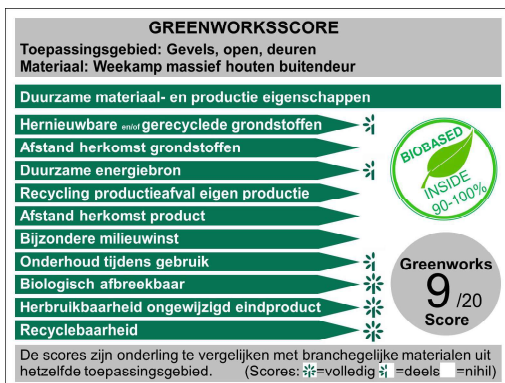 GREENWORKSSCORE
Toepassingsgebied: Gevels, open, deuren
Materiaal: Weekamp massief houten buitendeur
Duurzame materiaal- en productie eigenschappen
Hernieuwbare en/of gerecyclede grondstoffen
Afstand herkomst grondstoffen
Duurzame energiebron
Recycling productieafval eigen productie
Afstand herkomst product
Bijzondere milieuwinst
Onderhoud tijdens gebruik
Biologisch afbreekbaar
Herbruikbaarheid ongewijzigd eindproduct
Recyclebaarheid
BIOBASED
INSIDE
90-100%
Greenworks
9 /20
Score
De scores zijn onderling te vergelijken met branchegelijke materialen uit
hetzelfde toepassingsgebied. (Scores: =volledig =deels =nihil)